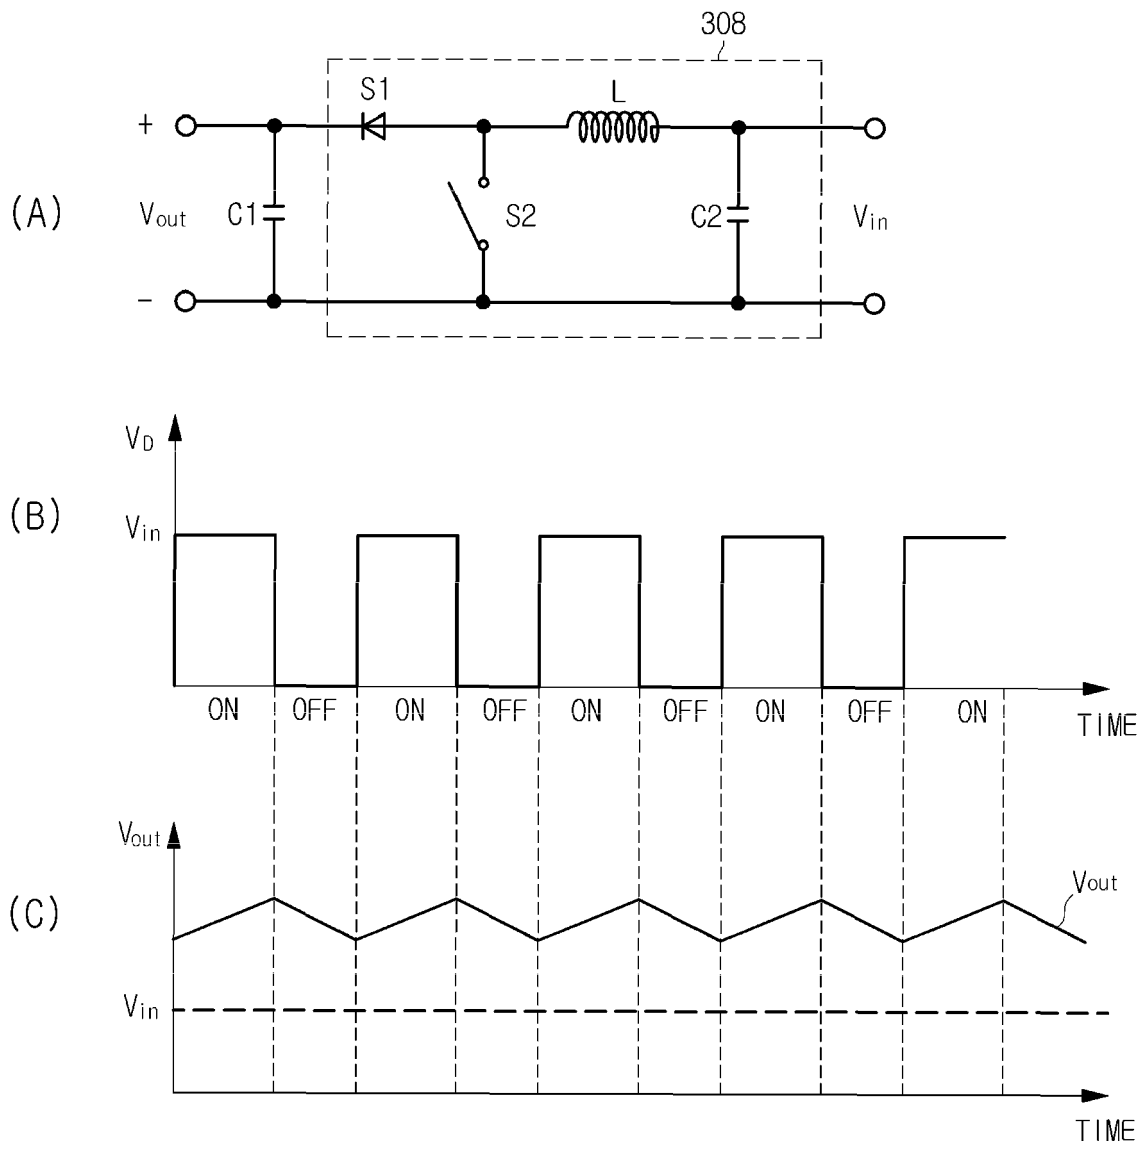 308
S1
L
+
(A)
Vout
C1
S2
C2
Vin
−
VD
(B)
Vin
ON OFF ON OFF ON OFF ON OFF ON
TIME
Vout
(C)
Vout
Vin
TIME